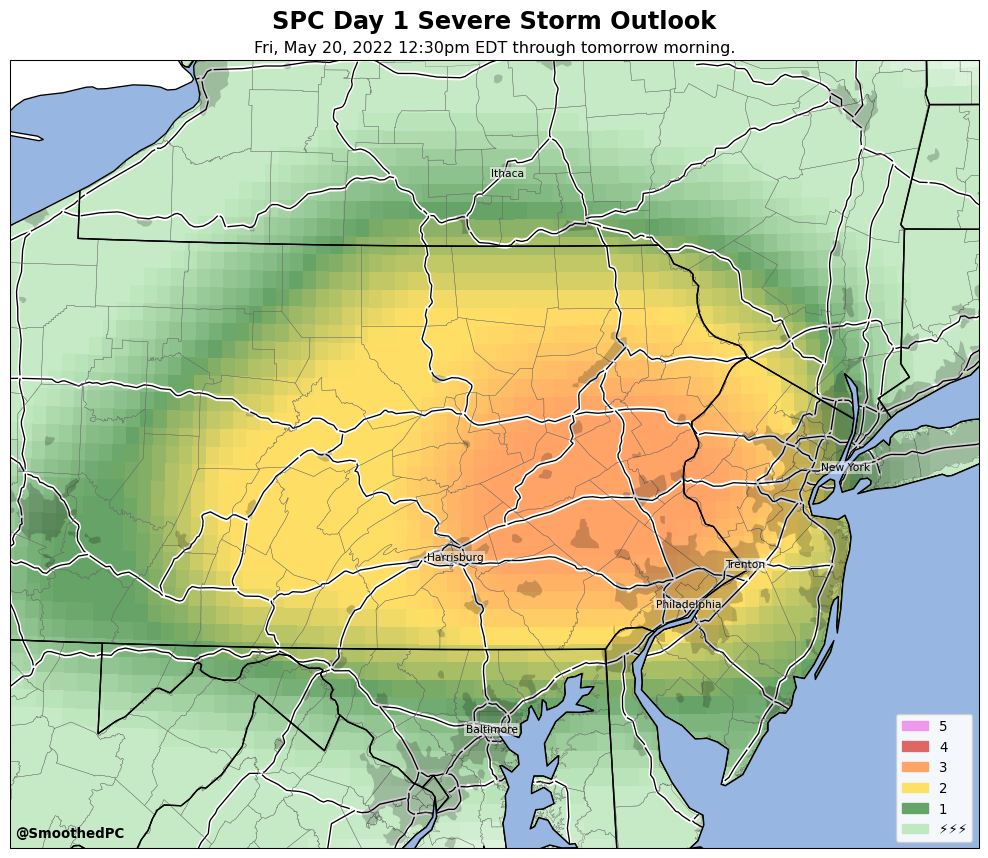 SPC Day 1 Severe Storm Outlook
Fri, May 20, 2022 12:30pm EDT through tomorrow morning.
Ithaca
New York
Harrisburg
Trenton
Philadelphia
Baltimore
5
4
3
2
1
⚡⚡⚡
@SmoothedPC